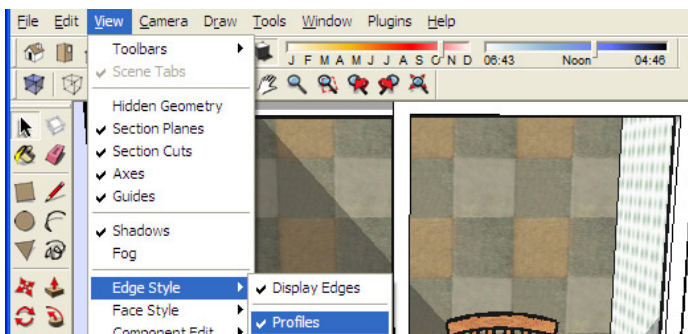 File Edit View Camera Draw Tools Window Plugins Help
Toolbars
J F M A M J J A S O N D 06:43 Noon 04:46
Scene Tabs
Hidden Geometry
Section Planes
Section Cuts
Axes
Guides
Shadows
Fog
Edge Style
Display Edges
Face Style
Profiles
Component Edit